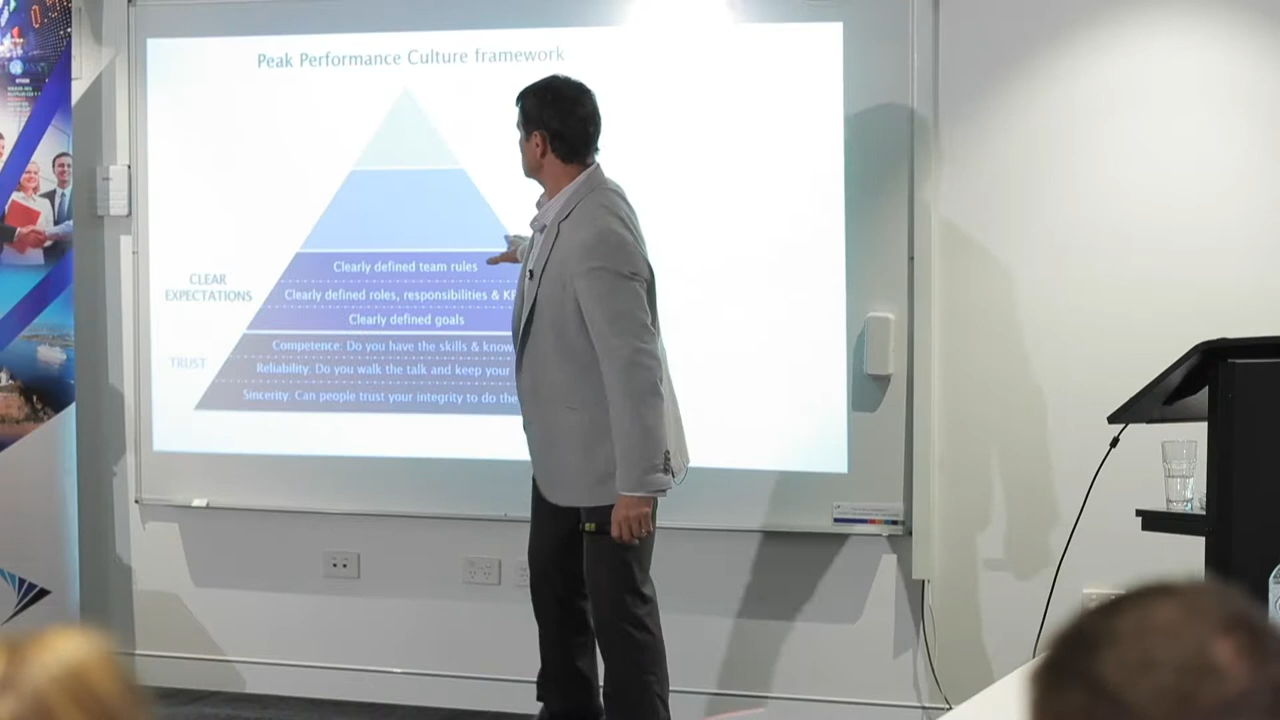 Peak Performance Culture framework
Clearly defined team rules
CLEAR
EXPECTATIONS
Clearly defined roles, responsibilities &
Clearly defined goals
Competence: Do you have the skills &
TRUST
Reliability: Do you walk the talk and keep your
Sincerity: Can people trust your integrity to do the